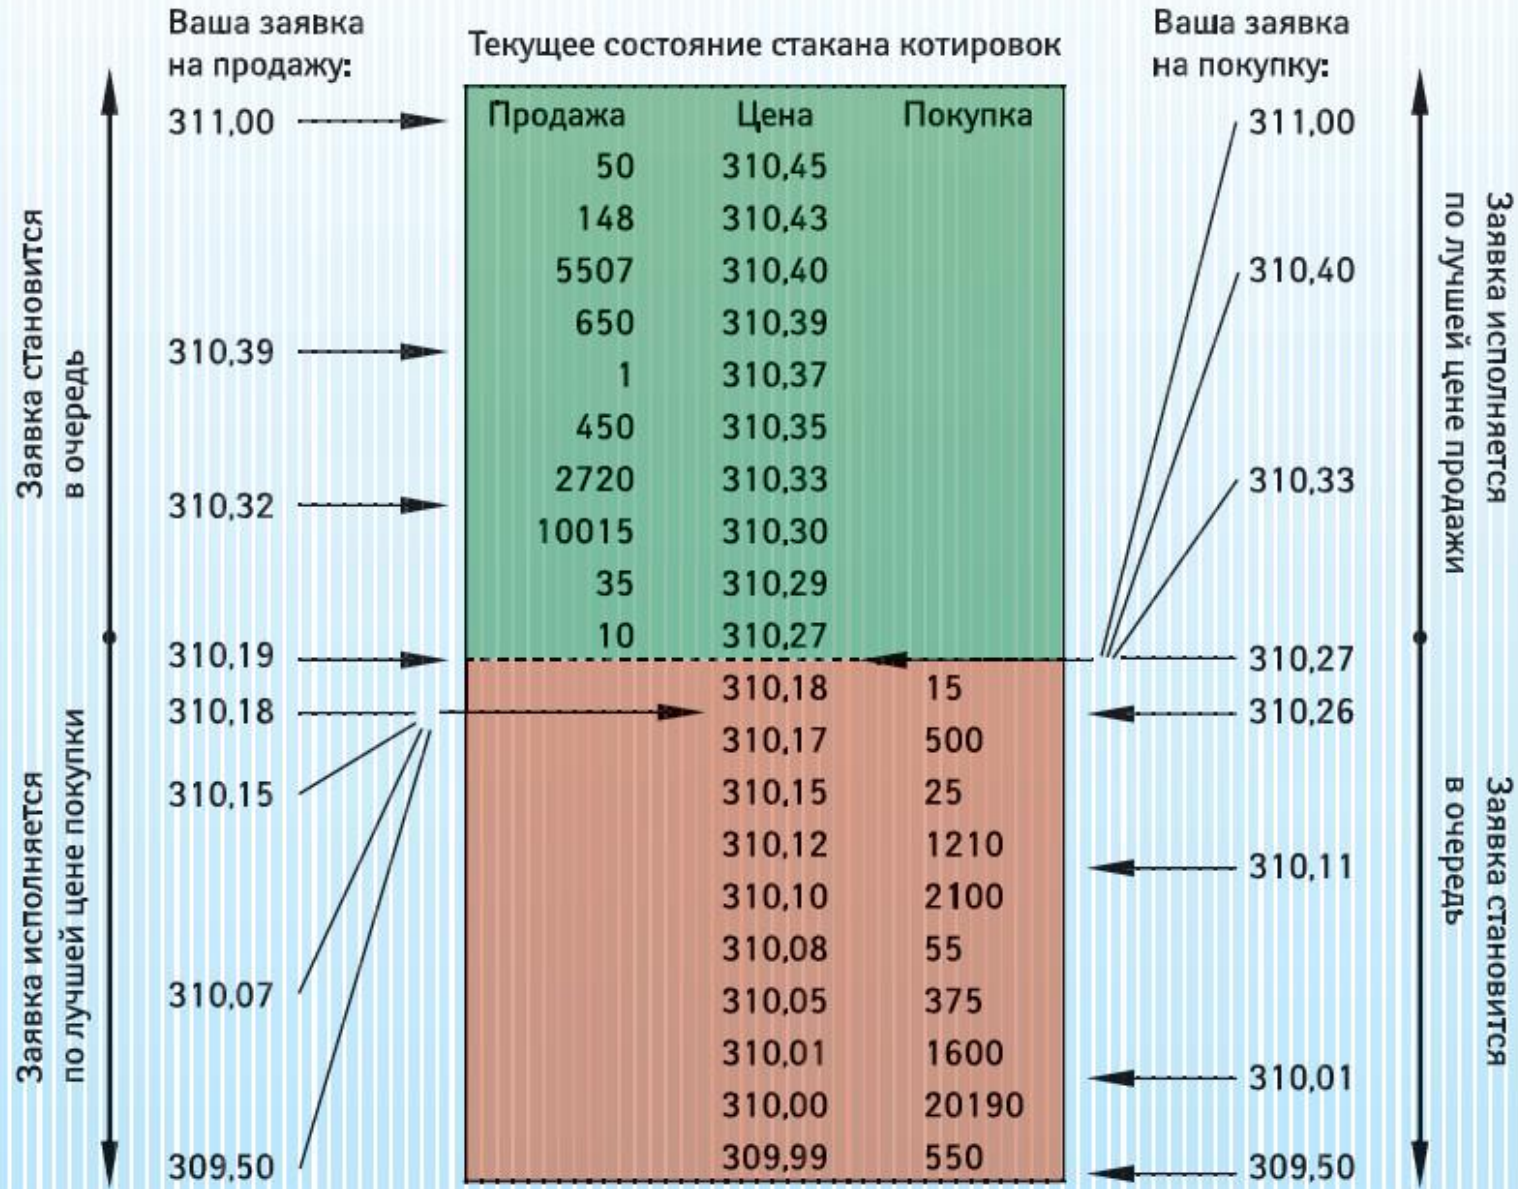 Ваша заявка
на продажу:
Текущее состояние стакана котировок
Ваша заявка
на покупку:
Заявка становится
в очередь
Заявка исполняется
по лучшей цене покупки
311,00
310,39
310,32
310,19
310,18
310,15
310,07
309,50
Продажа Цена Покупка
50 310,45
148 310,43
5507 310,40
650 310,39
1 310,37
450 310,35
2720 310,33
10015 310,30
35 310,29
10 310,27
310,18 15
310,17 500
310,15 25
310,12 1210
310,10 2100
310,08 55
310,05 375
310,01 1600
310,00 20190
309,99 550
311,00
310,40
310,33
310,27
310,26
310,11
310,01
309,50
Заявка исполняется
по лучшей цене продажи
Заявка становится
в очередь